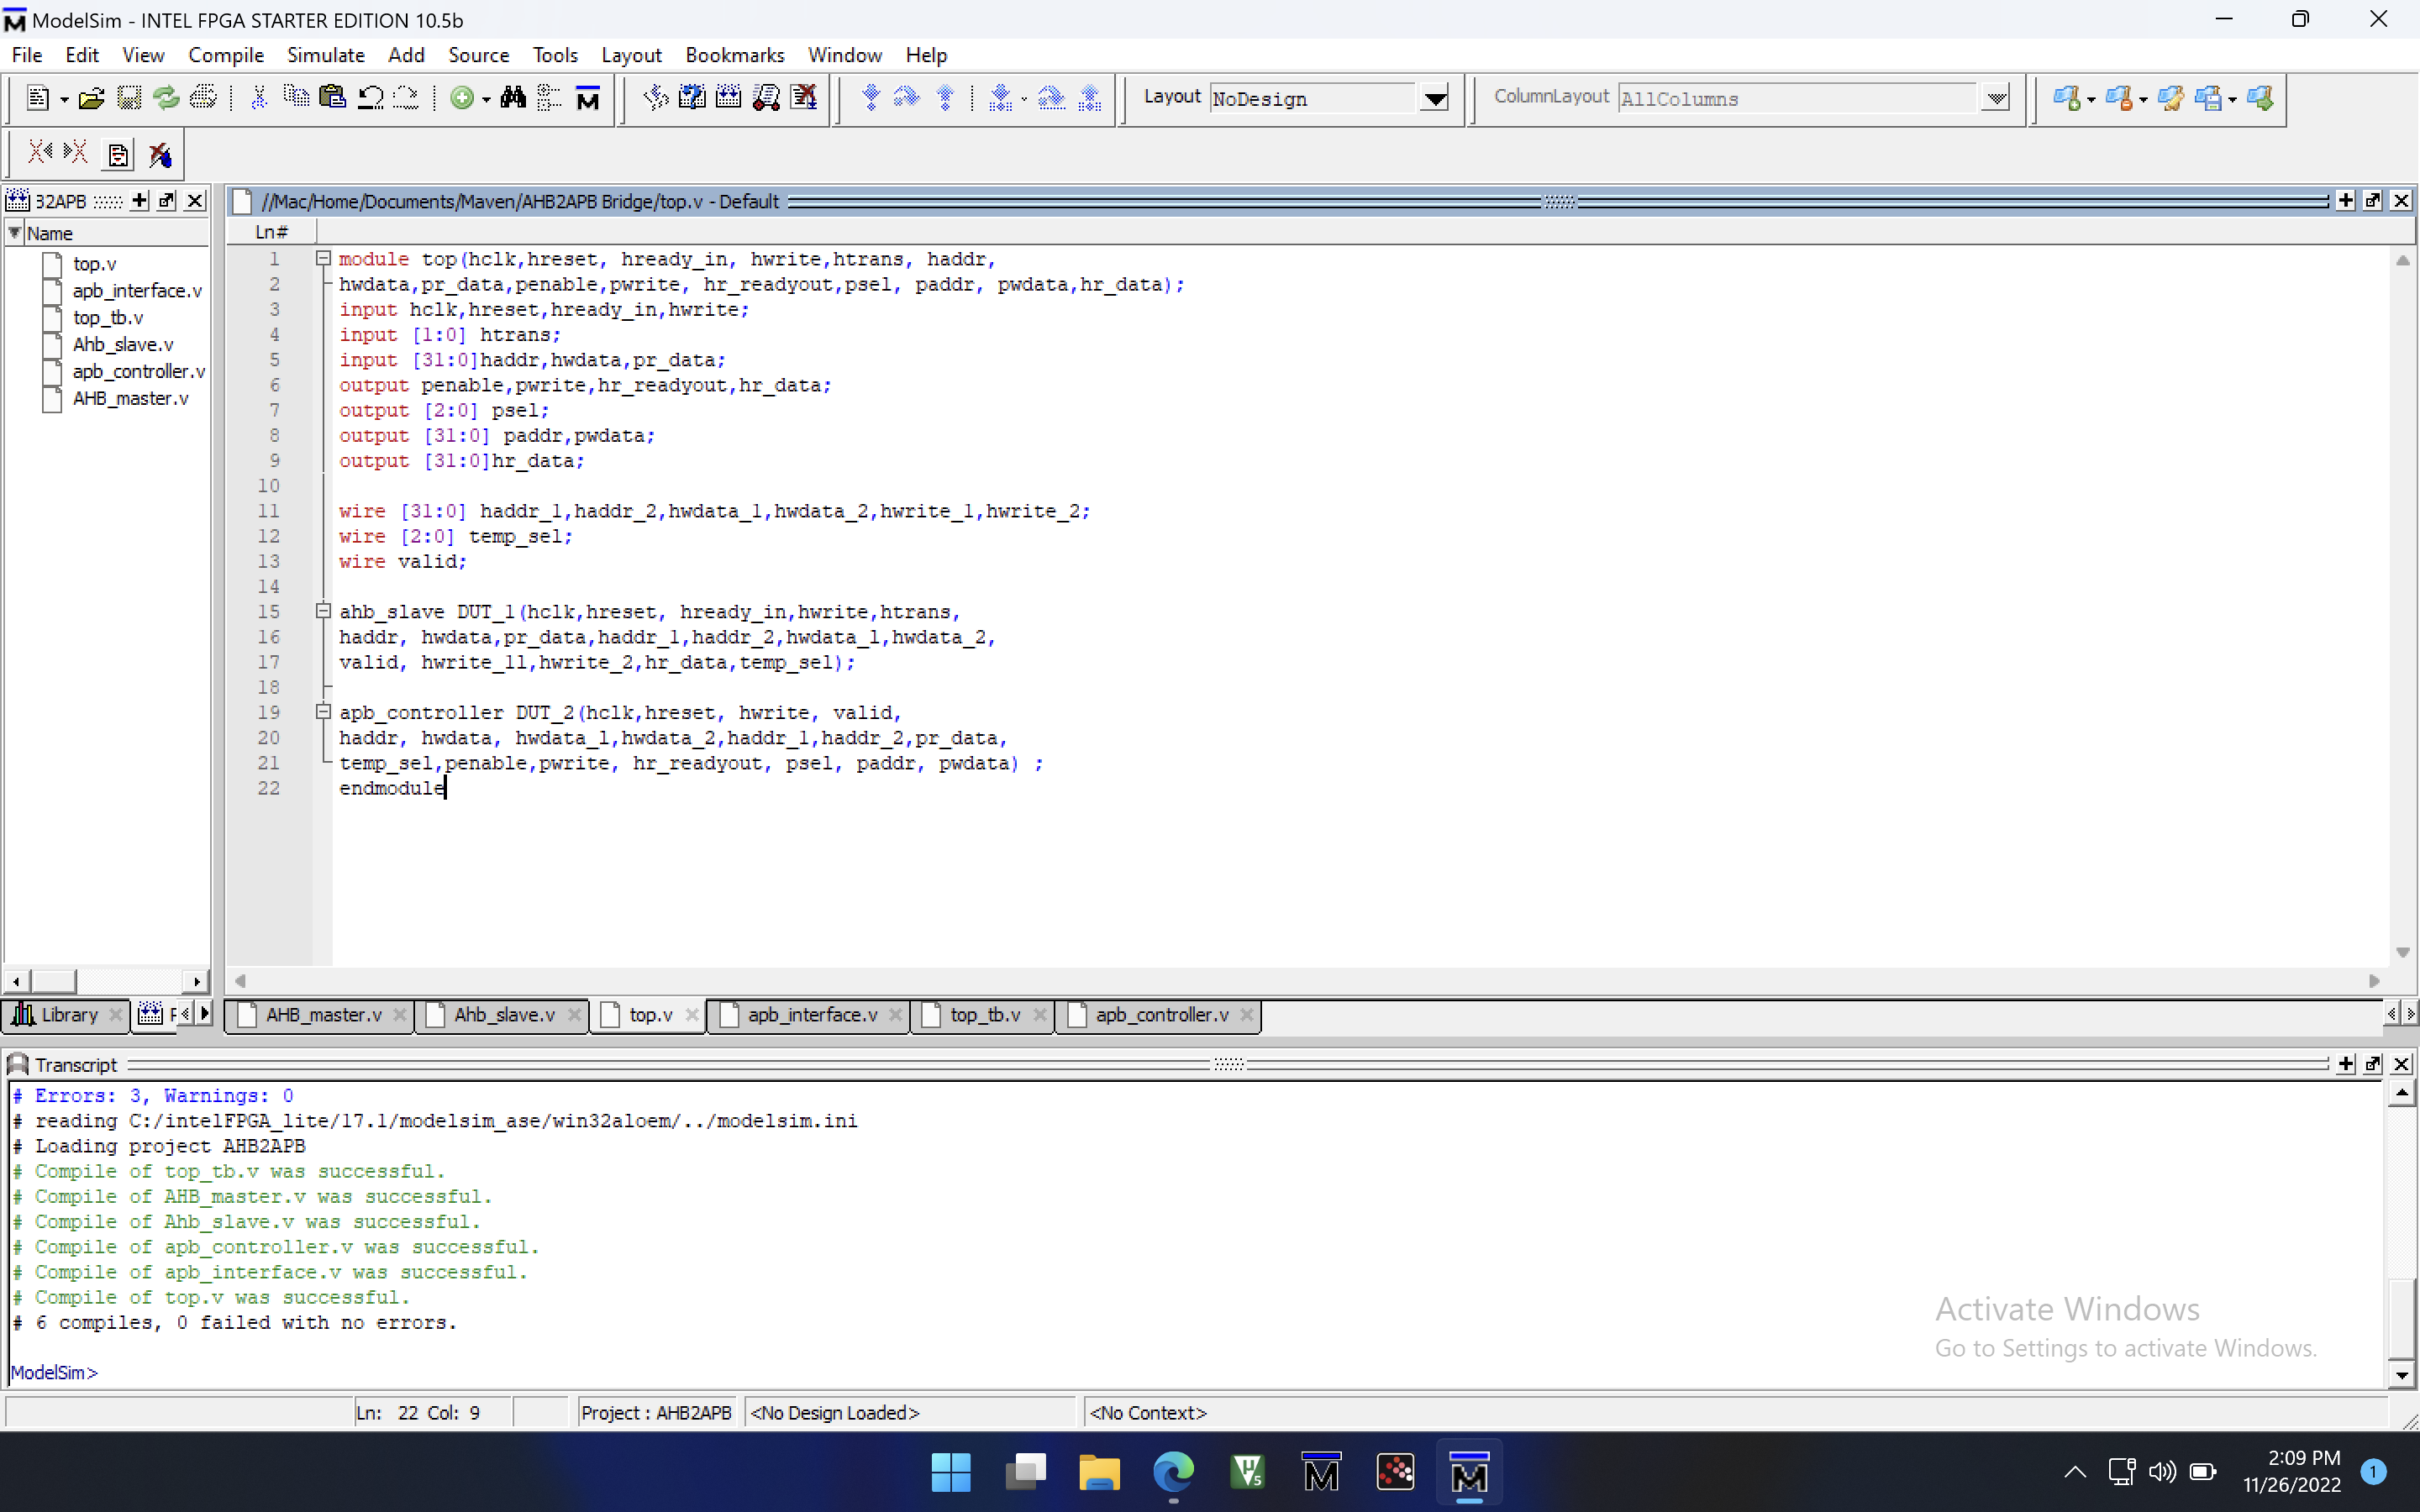 ModelSim - INTEL FPGA STARTER EDITION 10.5b
File Edit View Compile Simulate Add Source Tools Layout Bookmarks Window Help
Layout NoDesign ColumnLayout AllColumns
32APB
//Mac/Home/Documents/Maven/AHB2APB Bridge/top.v - Default
Name
Ln#
top.v
apb_interface.v
top_tb.v
Ahb_slave.v
apb_controller.v
AHB_master.v
1 module top(hclk,hreset, hready_in, hwrite,htrans, haddr,
2 hwdata,pr_data,penable,pwrite, hr_readyout,psel, paddr, pwdata,hr_data);
3 input hclk,hreset,hready_in,hwrite;
4 input [1:0] htrans;
5 input [31:0]haddr,hwdata,pr_data;
6 output penable,pwrite,hr_readyout,hr_data;
7 output [2:0] psel;
8 output [31:0] paddr,pwdata;
9 output [31:0]hr_data;
10
11 wire [31:0] haddr_1,haddr_2,hwdata_1,hwdata_2,hwrite_1,hwrite_2;
12 wire [2:0] temp_sel;
13 wire valid;
14
15 ahb_slave DUT_1(hclk,hreset, hready_in,hwrite,htrans,
16 haddr, hwdata,pr_data,haddr_1,haddr_2,hwdata_1,hwdata_2,
17 valid, hwrite_11,hwrite_2,hr_data,temp_sel);
18
19 apb_controller DUT_2(hclk,hreset, hwrite, valid,
20 haddr, hwdata, hwdata_1,hwdata_2,haddr_1,haddr_2,pr_data,
21 temp_sel,penable,pwrite, hr_readyout, psel, paddr, pwdata) ;
22 endmodule
Library
AHB_master.v Ahb_slave.v top.v apb_interface.v top_tb.v apb_controller.v
Transcript
# Errors: 3, Warnings: 0
# reading C:/intelFPGA_lite/17.1/modelsim_ase/win32aloem/../modelsim.ini
# Loading project AHB2APB
# Compile of top_tb.v was successful.
# Compile of AHB_master.v was successful.
# Compile of Ahb_slave.v was successful.
# Compile of apb_controller.v was successful.
# Compile of apb_interface.v was successful.
# Compile of top.v was successful.
# 6 compiles, 0 failed with no errors.
ModelSim>
Activate Windows
Go to Settings to activate Windows.
Ln: 22 Col: 9 Project : AHB2APB <No Design Loaded> <No Context>
2:09 PM
11/26/2022
1